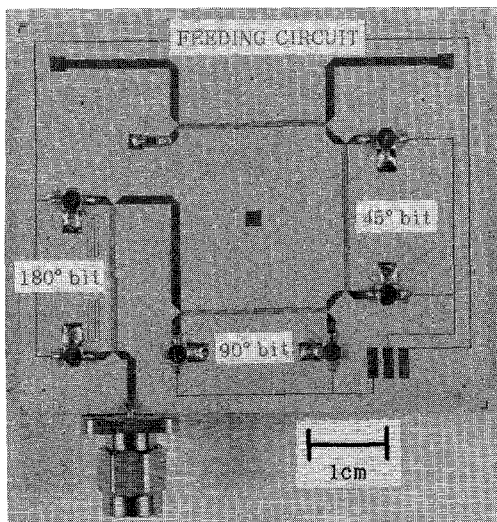 FEEDING CIRCUIT
45° bit
180° bit
90° bit
1cm